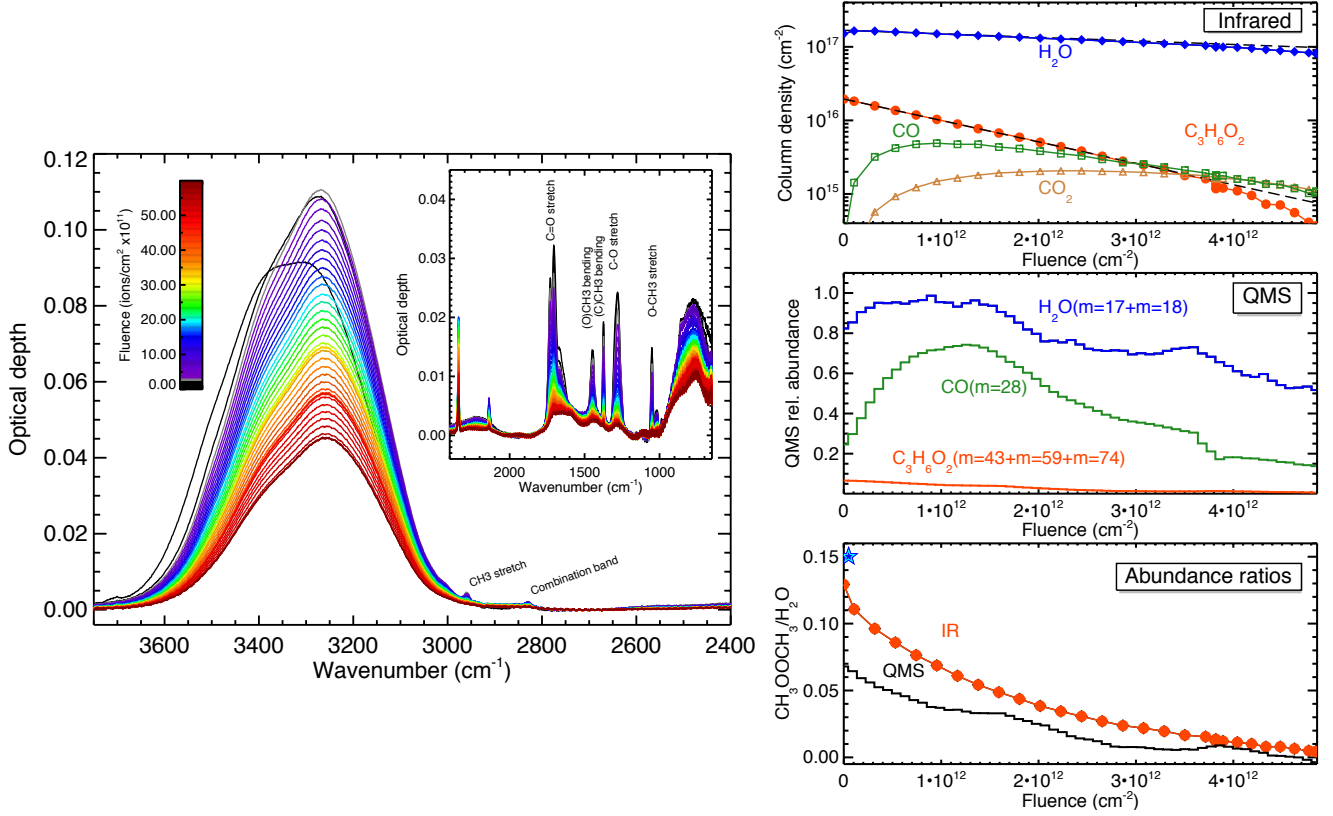 0.12
0.10
0.08
0.06
0.04
0.02
0.00
Optical depth
3600 3400 3200 3000 2800 2600 2400
Wavenumber (cm-1)
Fluence (ions/cm2 x1011)
50.00
40.00
30.00
20.00
10.00
0.00
CH3 stretch
Combination band
0.04
0.03
0.02
0.01
0.00
Optical depth
2000 1500 1000
Wavenumber (cm-1)
C=O stretch
(O)CH3 bending
(C)CH3 bending
C-O stretch
O-CH3 stretch
Infrared
1017
1016
1015
Column density (cm-2)
H2O
CO
C3H6O2
CO2
0 1•1012 2•1012 3•1012 4•1012
Fluence (cm-2)
QMS
1.0
0.8
0.6
0.4
0.2
QMS rel. abundance
H2O(m=17+m=18)
CO(m=28)
C3H6O2(m=43+m=59+m=74)
0 1•1012 2•1012 3•1012 4•1012
Fluence (cm-2)
Abundance ratios
0.15
0.10
0.05
0.00
CH3OOCH3/H2O
IR
QMS
0 1•1012 2•1012 3•1012 4•1012
Fluence (cm-2)